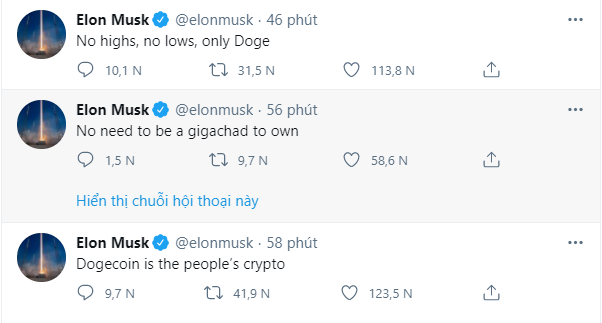 Elon Musk @elonmusk · 46 phút
No highs, no lows, only Doge
10,1 N 31,5 N 113,8 N
Elon Musk @elonmusk · 56 phút
No need to be a gigachad to own
1,5 N 9,7 N 58,6 N
Hiển thị chuỗi hội thoại này
Elon Musk @elonmusk · 58 phút
Dogecoin is the people’s crypto
9,7 N 41,9 N 123,5 N